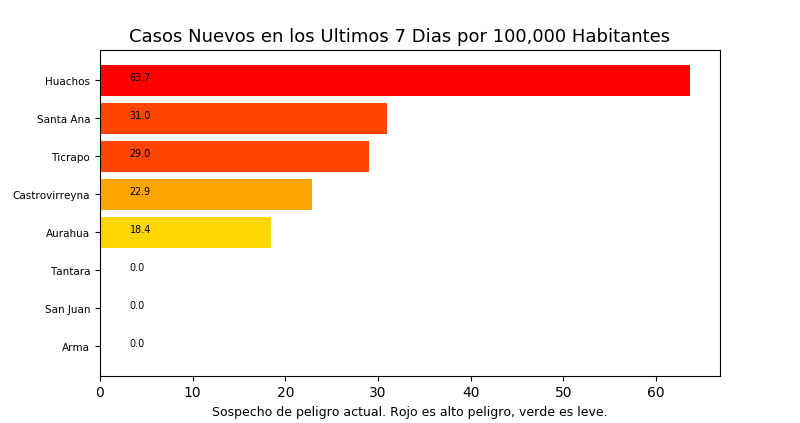 Casos Nuevos en los Ultimos 7 Dias por 100,000 Habitantes
Huachos 63.7
Santa Ana 31.0
Ticrapo 29.0
Castrovirreyna 22.9
Aurahua 18.4
Tantara 0.0
San Juan 0.0
Arma 0.0
0 10 20 30 40 50 60
Sospecho de peligro actual. Rojo es alto peligro, verde es leve.